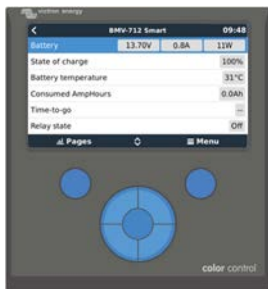 victron energy
< BMV-712 Smart 09:48
Battery 13.70V 0.8A 11W
State of charge 100%
Battery temperature 31°C
Consumed AmpHours 0.0Ah
Time-to-go --
Relay state Off
Pages Menu
color control